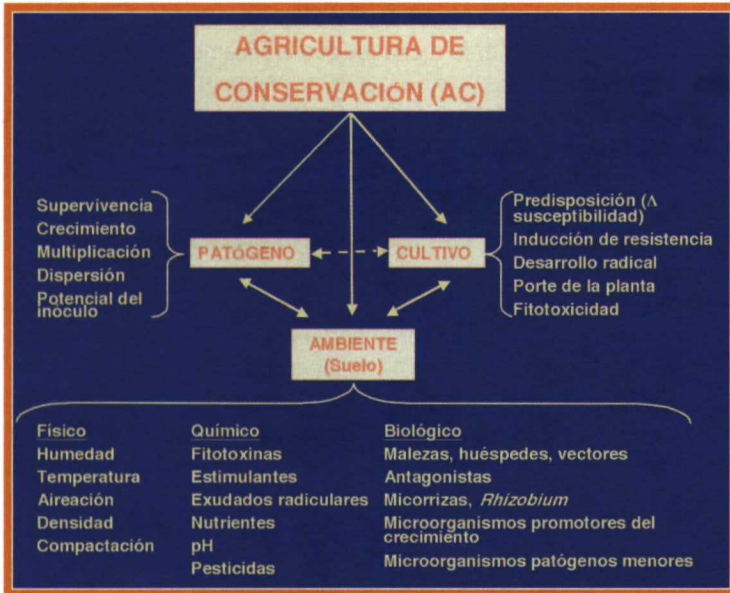 AGRICULTURA DE
CONSERVACIÓN (AC)
Supervivencia
Crecimiento
Multiplicación
Dispersión
Potencial del
inóculo
PATÓGENO
CULTIVO
Predisposición (Λ
susceptibilidad)
Inducción de resistencia
Desarrollo radical
Porte de la planta
Fitotoxicidad
AMBIENTE
(Suelo)
Físico
Humedad
Temperatura
Aireación
Densidad
Compactación
Químico
Fitotoxinas
Estimulantes
Exudados radiculares
Nutrientes
pH
Pesticidas
Biológico
Malezas, huéspedes, vectores
Antagonistas
Micorrizas, Rhizobium
Microorganismos promotores del
crecimiento
Microorganismos patógenos menores